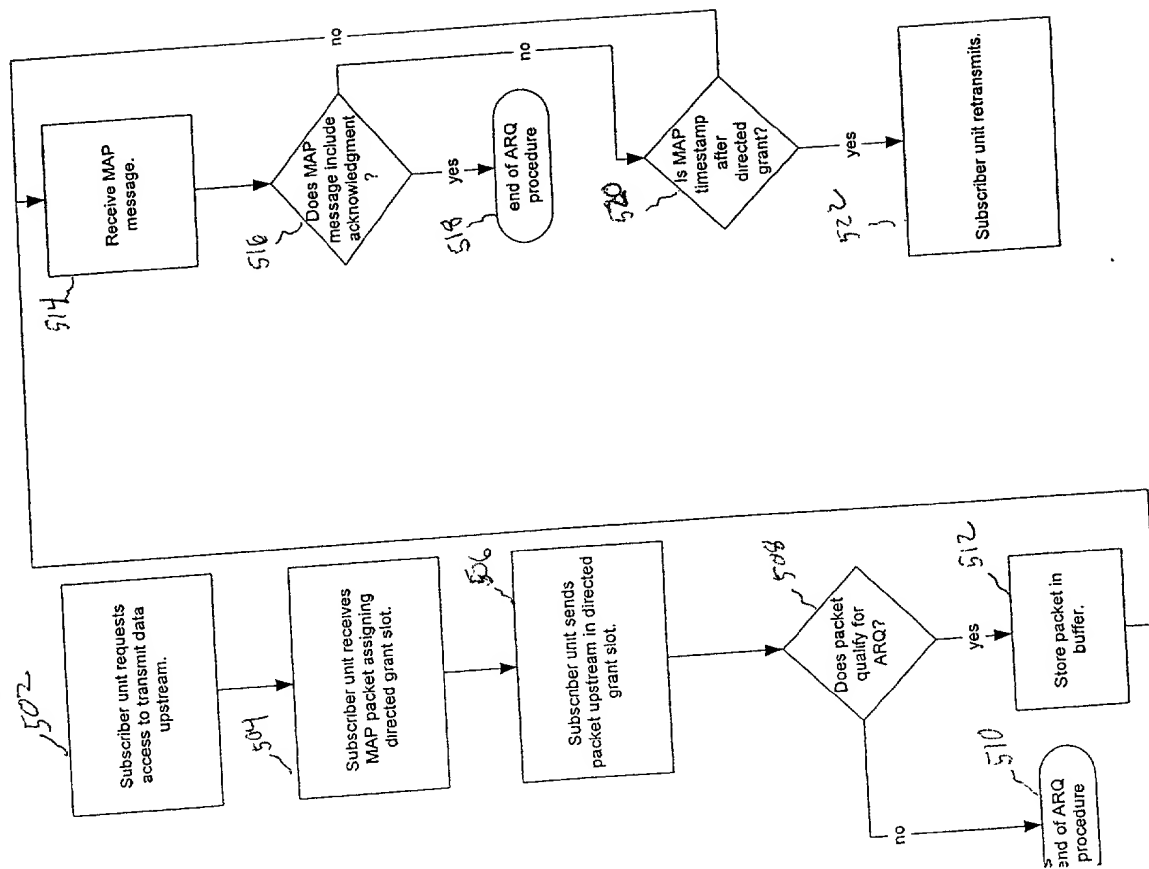 502
Subscriber unit requests
access to transmit data
upstream.
504
Subscriber unit receives
MAP packet assigning
directed grant slot.
506
Subscriber unit sends
packet upstream in directed
grant slot.
508
Does packet
qualify for
ARQ?
no
yes
510
end of ARQ
procedure
512
Store packet in
buffer.
514
Receive MAP
message.
516
Does MAP
message include
acknowledgment
?
yes
no
518
end of ARQ
procedure
520
Is MAP
timestamp
after
directed
grant?
no
yes
522
Subscriber unit retransmits.